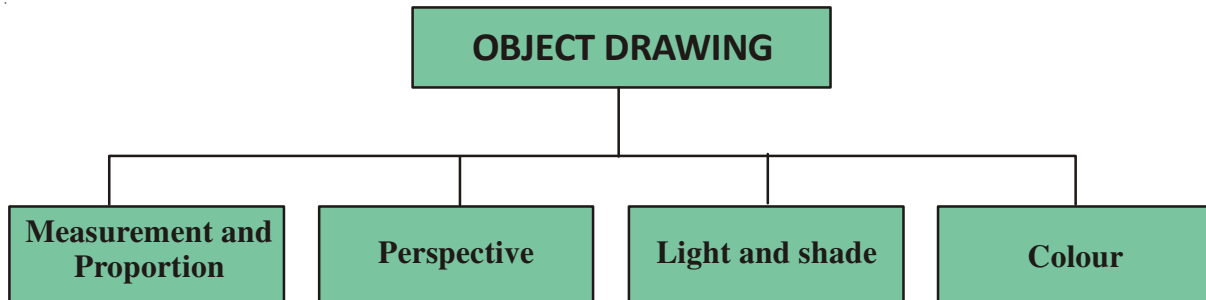 OBJECT DRAWING
Measurement and
Proportion
Perspective
Light and shade
Colour